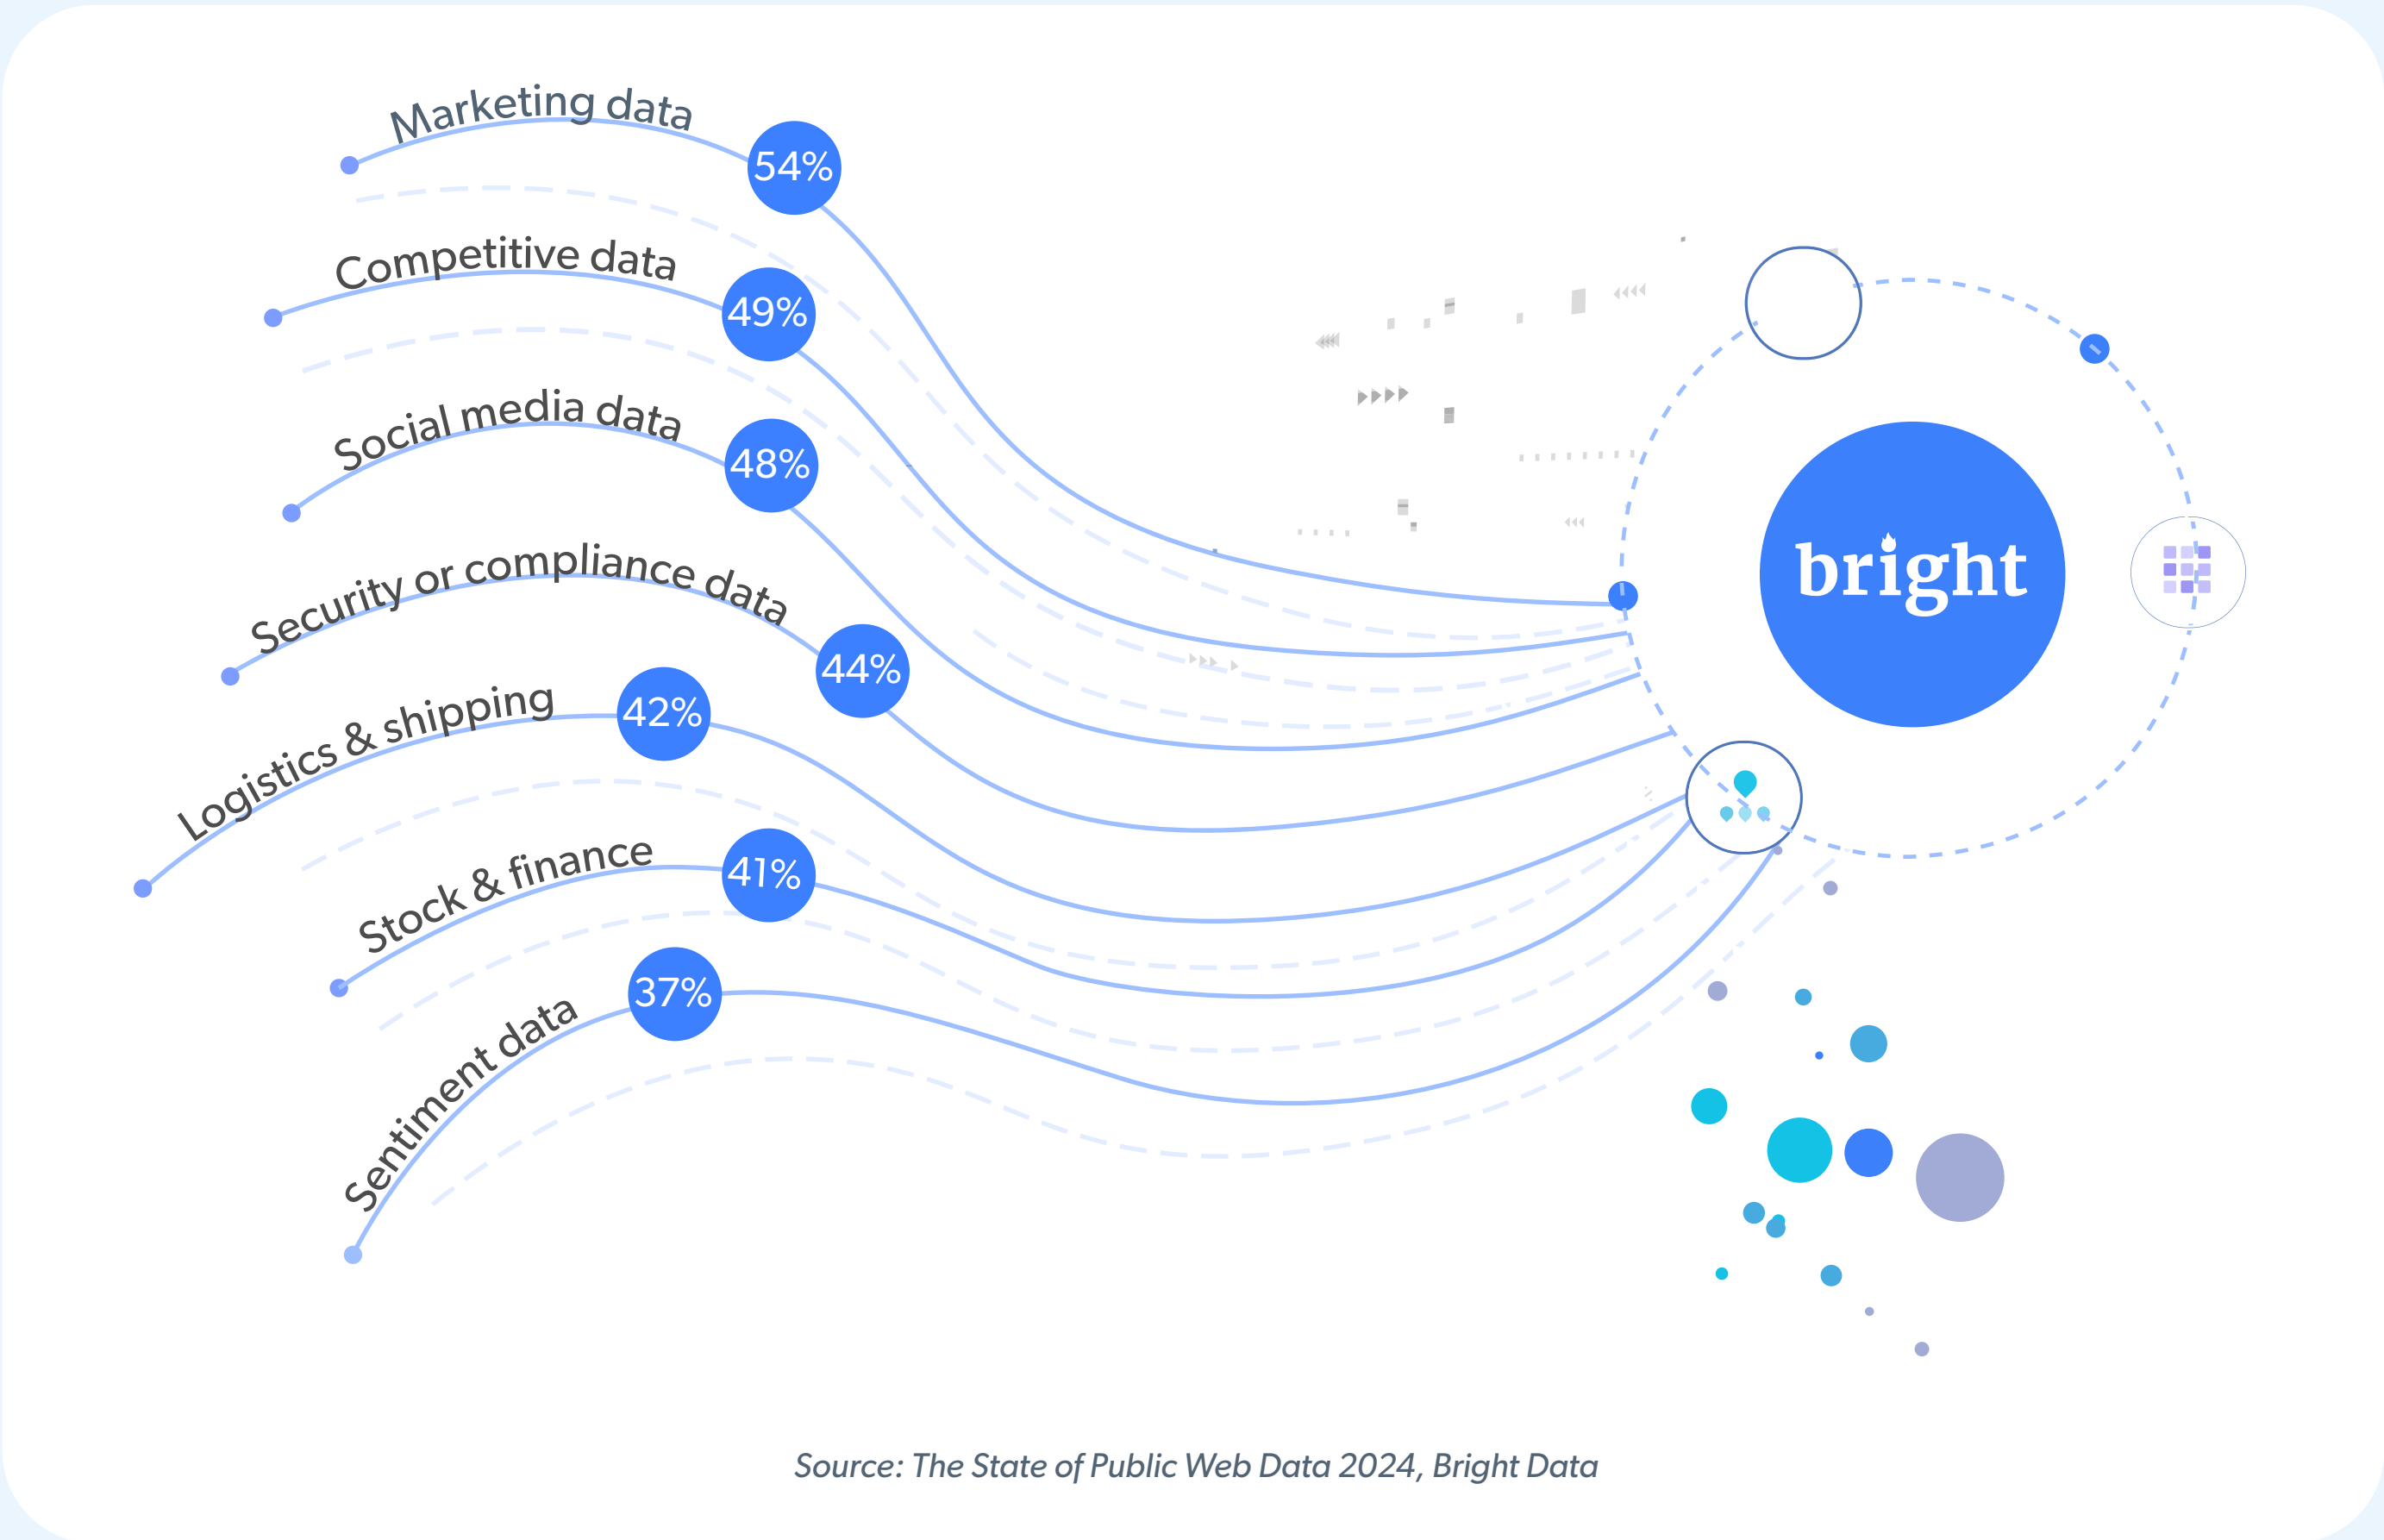 Marketing data
54%
Competitive data
49%
Social media data
48%
Security or compliance data
44%
Logistics & shipping
42%
Stock & finance
41%
Sentiment data
37%
bright
Source: The State of Public Web Data 2024, Bright Data